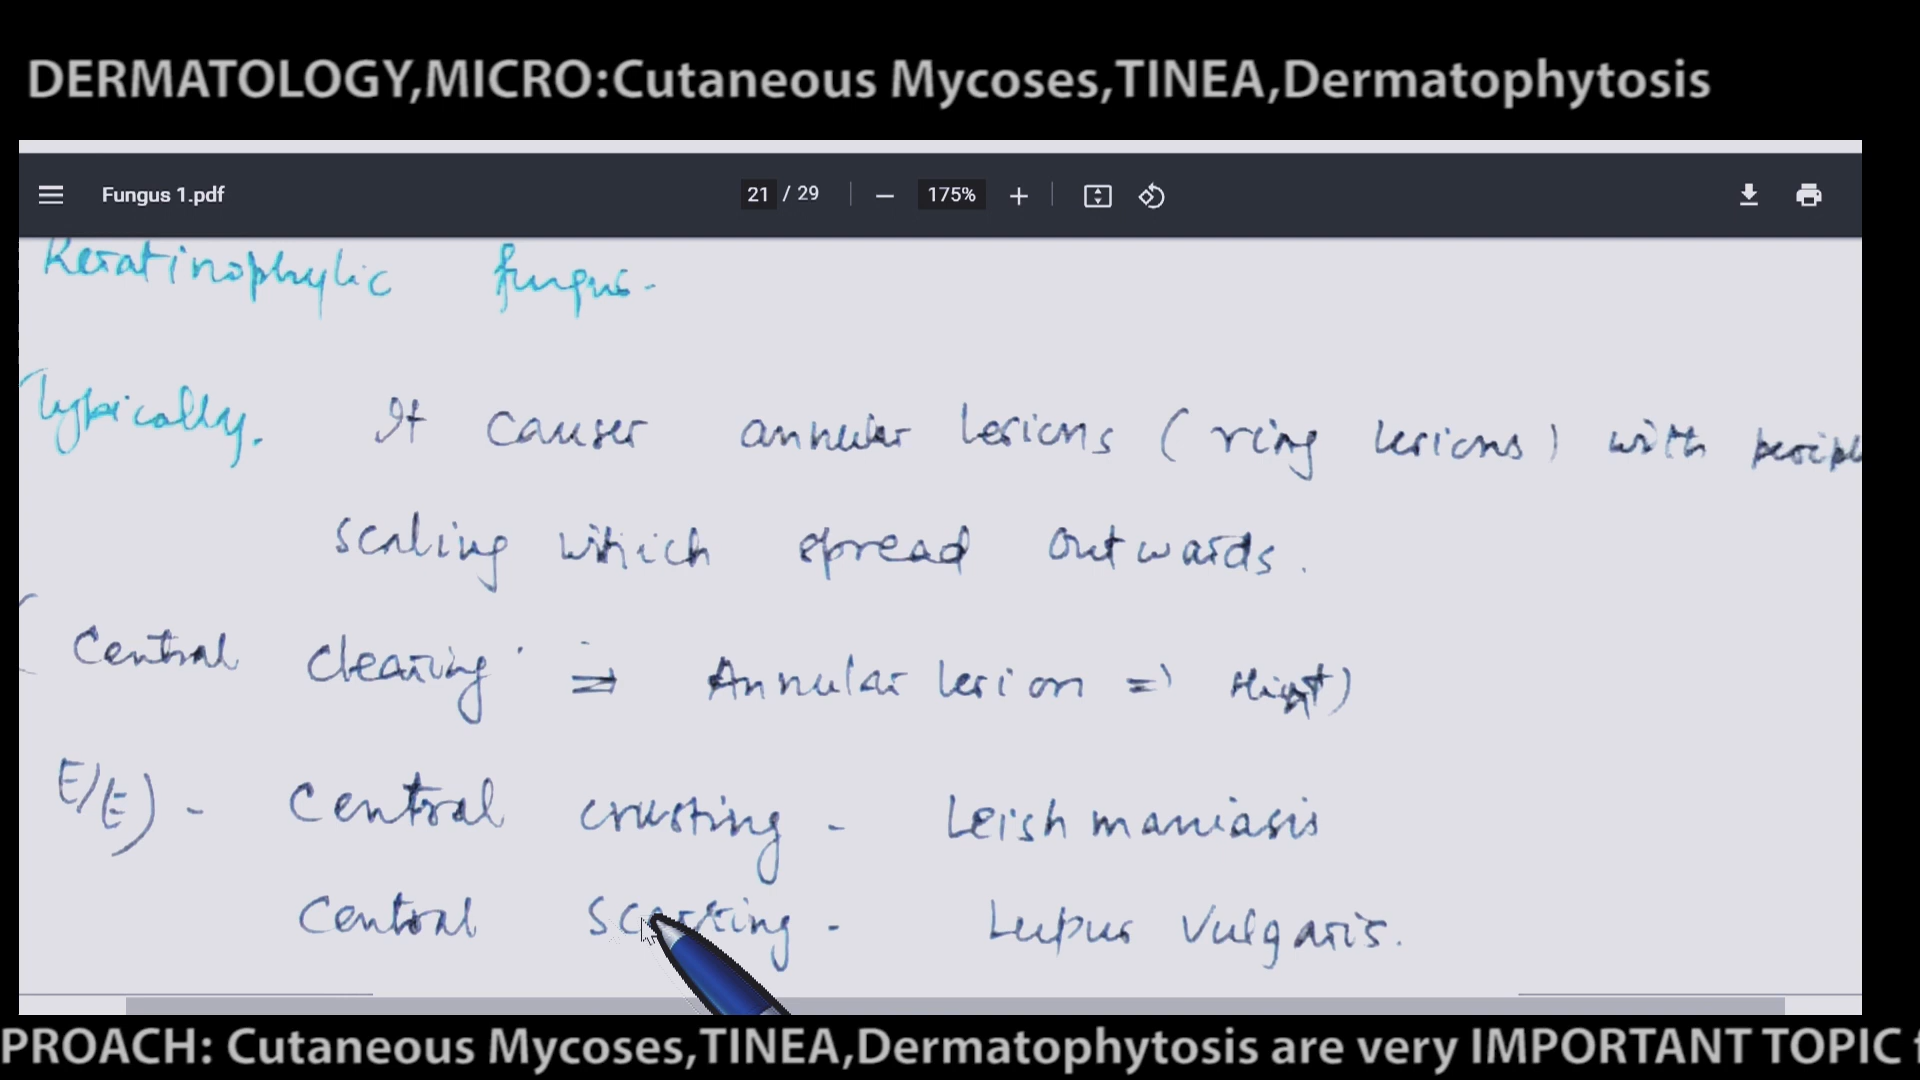 DERMATOLOGY,MICRO:Cutaneous Mycoses,TINEA,Dermatophytosis
Fungus 1.pdf 21 / 29 175%
Keratinophylic fungus.
Typically. It causes annular lesions (ring lesions) with periph
scaling which spread outwards.
(Central clearing = Annular lesion =>
E/E) - Central crusting - Leishmaniasis
Central scarring - Lupus Vulgaris.
PROACH: Cutaneous Mycoses,TINEA,Dermatophytosis are very IMPORTANT TOPIC f